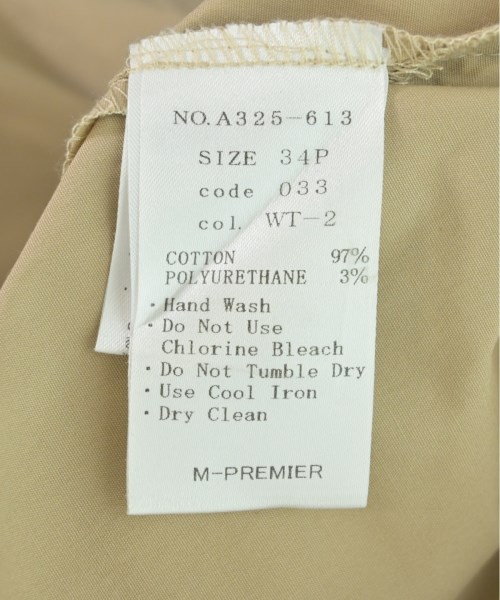 NO. A325-613
SIZE 34P
code 033
col. WT-2
COTTON 97%
POLYURETHANE 3%
・Hand Wash
・Do Not Use
Chlorine Bleach
・Do Not Tumble Dry
・Use Cool Iron
・Dry Clean
M-PREMIER